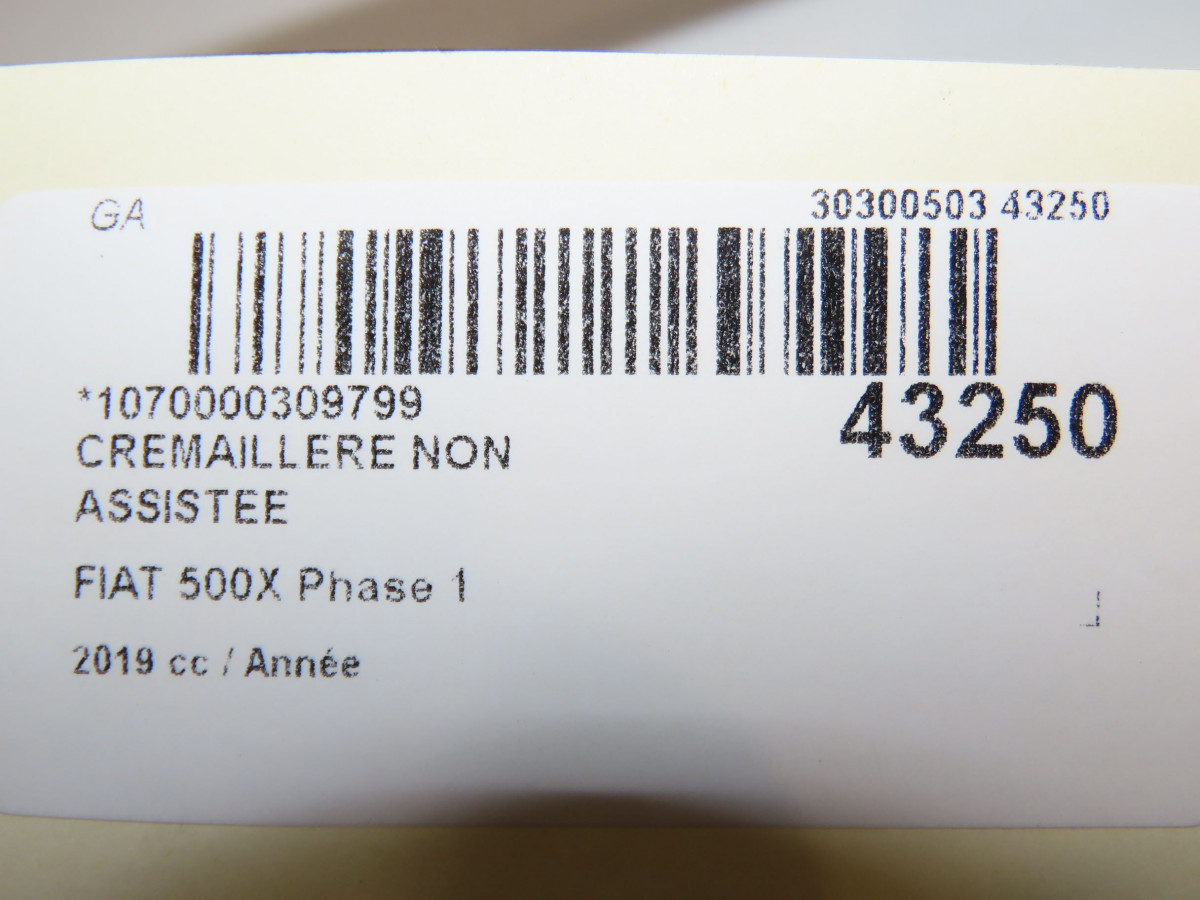 GA
30300503 43250
*1070000309799
43250
CREMAILLERE NON
ASSISTEE
FIAT 500X Phase 1
2019 cc / Année